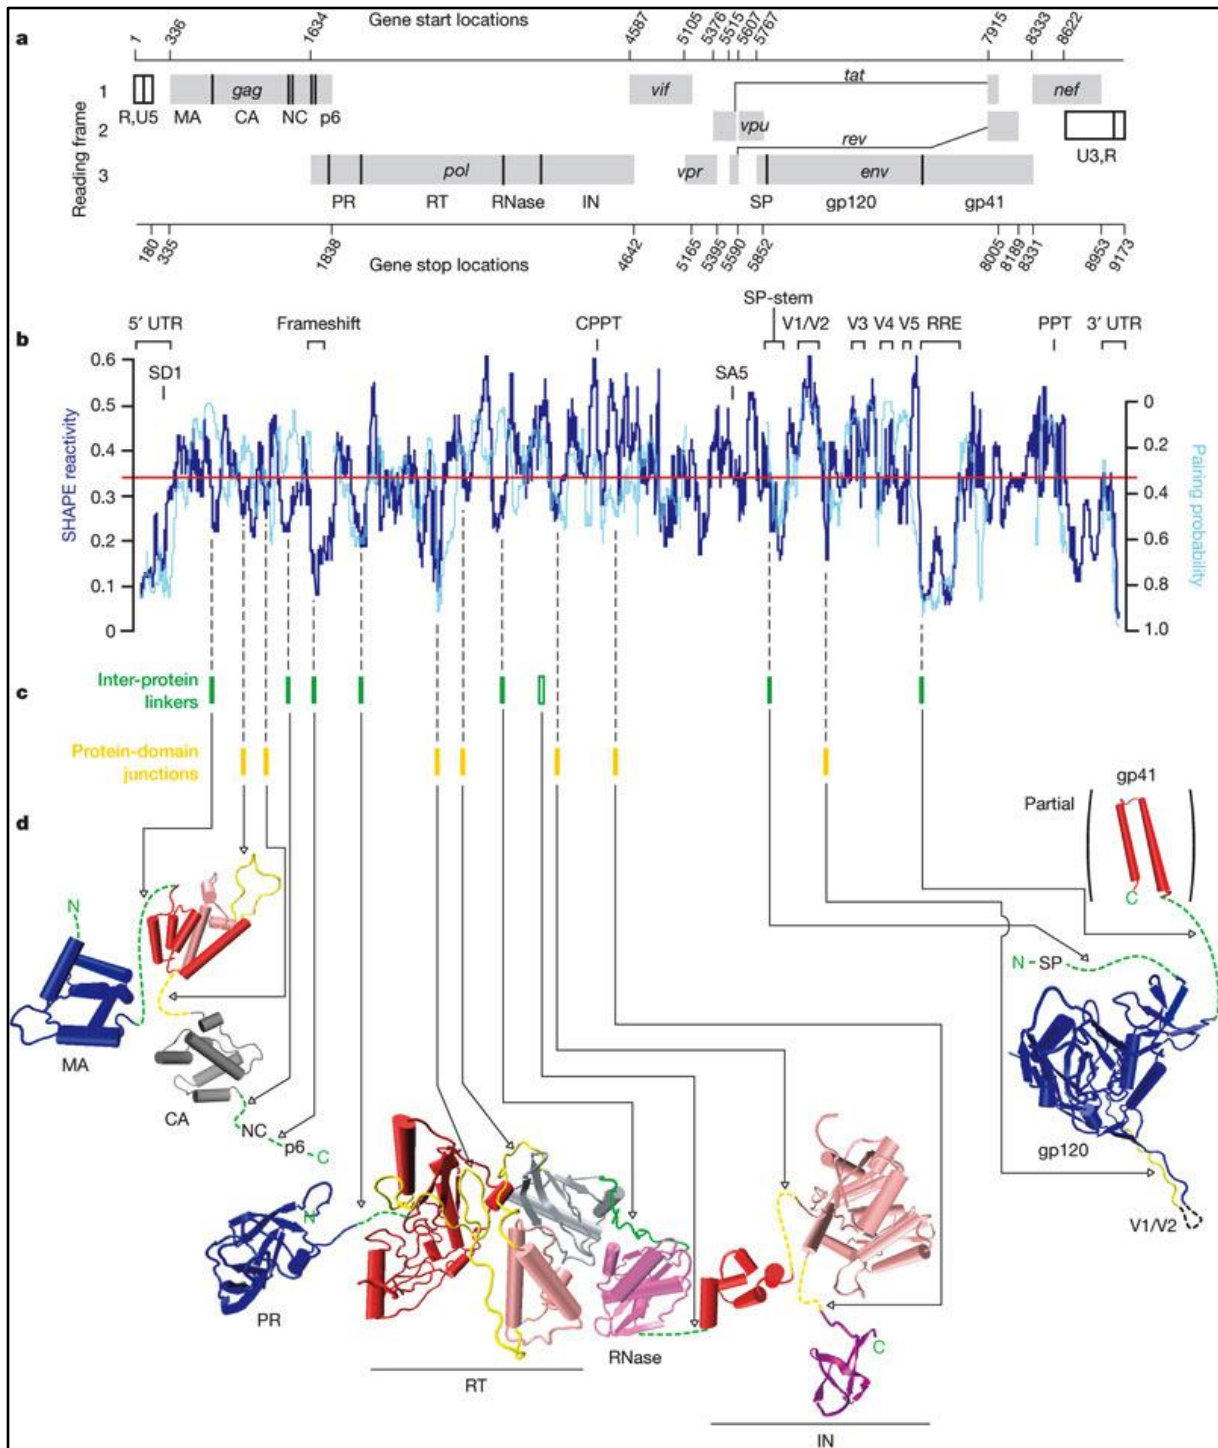 a
Gene start locations
1 336 1634 4587 5105 5376 5515 5607 5767 7915 8333 8622
Reading frame
1
gag vif tat nef
R,U5 MA CA NC p6
2
vpu rev
U3,R
3
pol vpr env
PR RT RNase IN SP gp120 gp41
180 335 1838 4642 5165 5395 5590 5852 8005 8189 8331 8953 9173
Gene stop locations
b
SP-stem
5′ UTR Frameshift CPPT V1/V2 V3 V4 V5 RRE PPT 3′ UTR
SD1 SA5
SHAPE reactivity
0.6
0.5
0.4
0.3
0.2
0.1
0
0
0.2
0.4
0.6
0.8
1.0
Pairing probability
c
Inter-protein
linkers
Protein-domain
junctions
d
gp41
Partial
C
N
N SP
MA
CA
NC
p6
C
gp120
V1/V2
N
PR
RT
RNase
C
IN